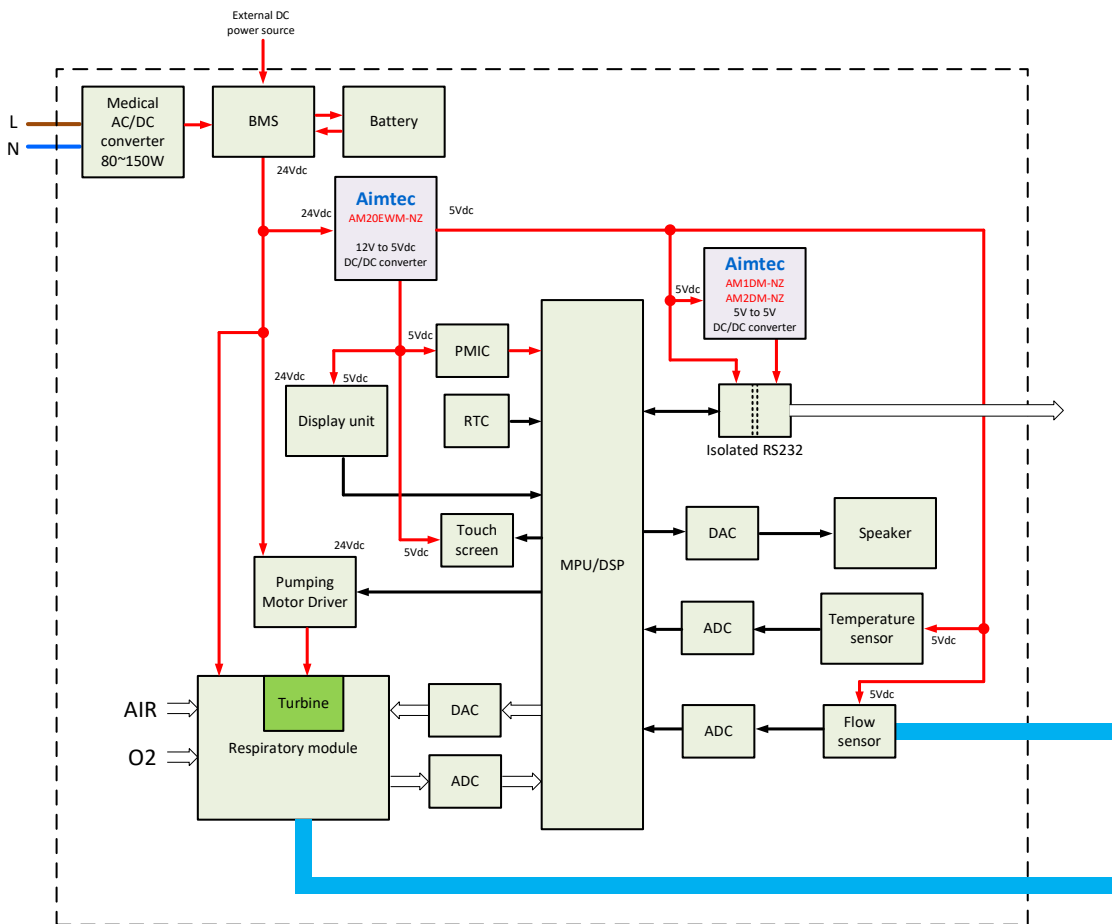 External DC
power source
L
N
Medical
AC/DC
converter
80~150W
BMS
Battery
24Vdc
24Vdc
Aimtec
AM20EWM-NZ
12V to 5Vdc
DC/DC converter
5Vdc
5Vdc
Aimtec
AM1DM-NZ
AM2DM-NZ
5V to 5V
DC/DC converter
5Vdc
PMIC
24Vdc
5Vdc
Display unit
RTC
Isolated RS232
Touch
screen
5Vdc
MPU/DSP
DAC
Speaker
24Vdc
Pumping
Motor Driver
ADC
Temperature
sensor
5Vdc
AIR
O2
Turbine
Respiratory module
DAC
ADC
ADC
5Vdc
Flow
sensor